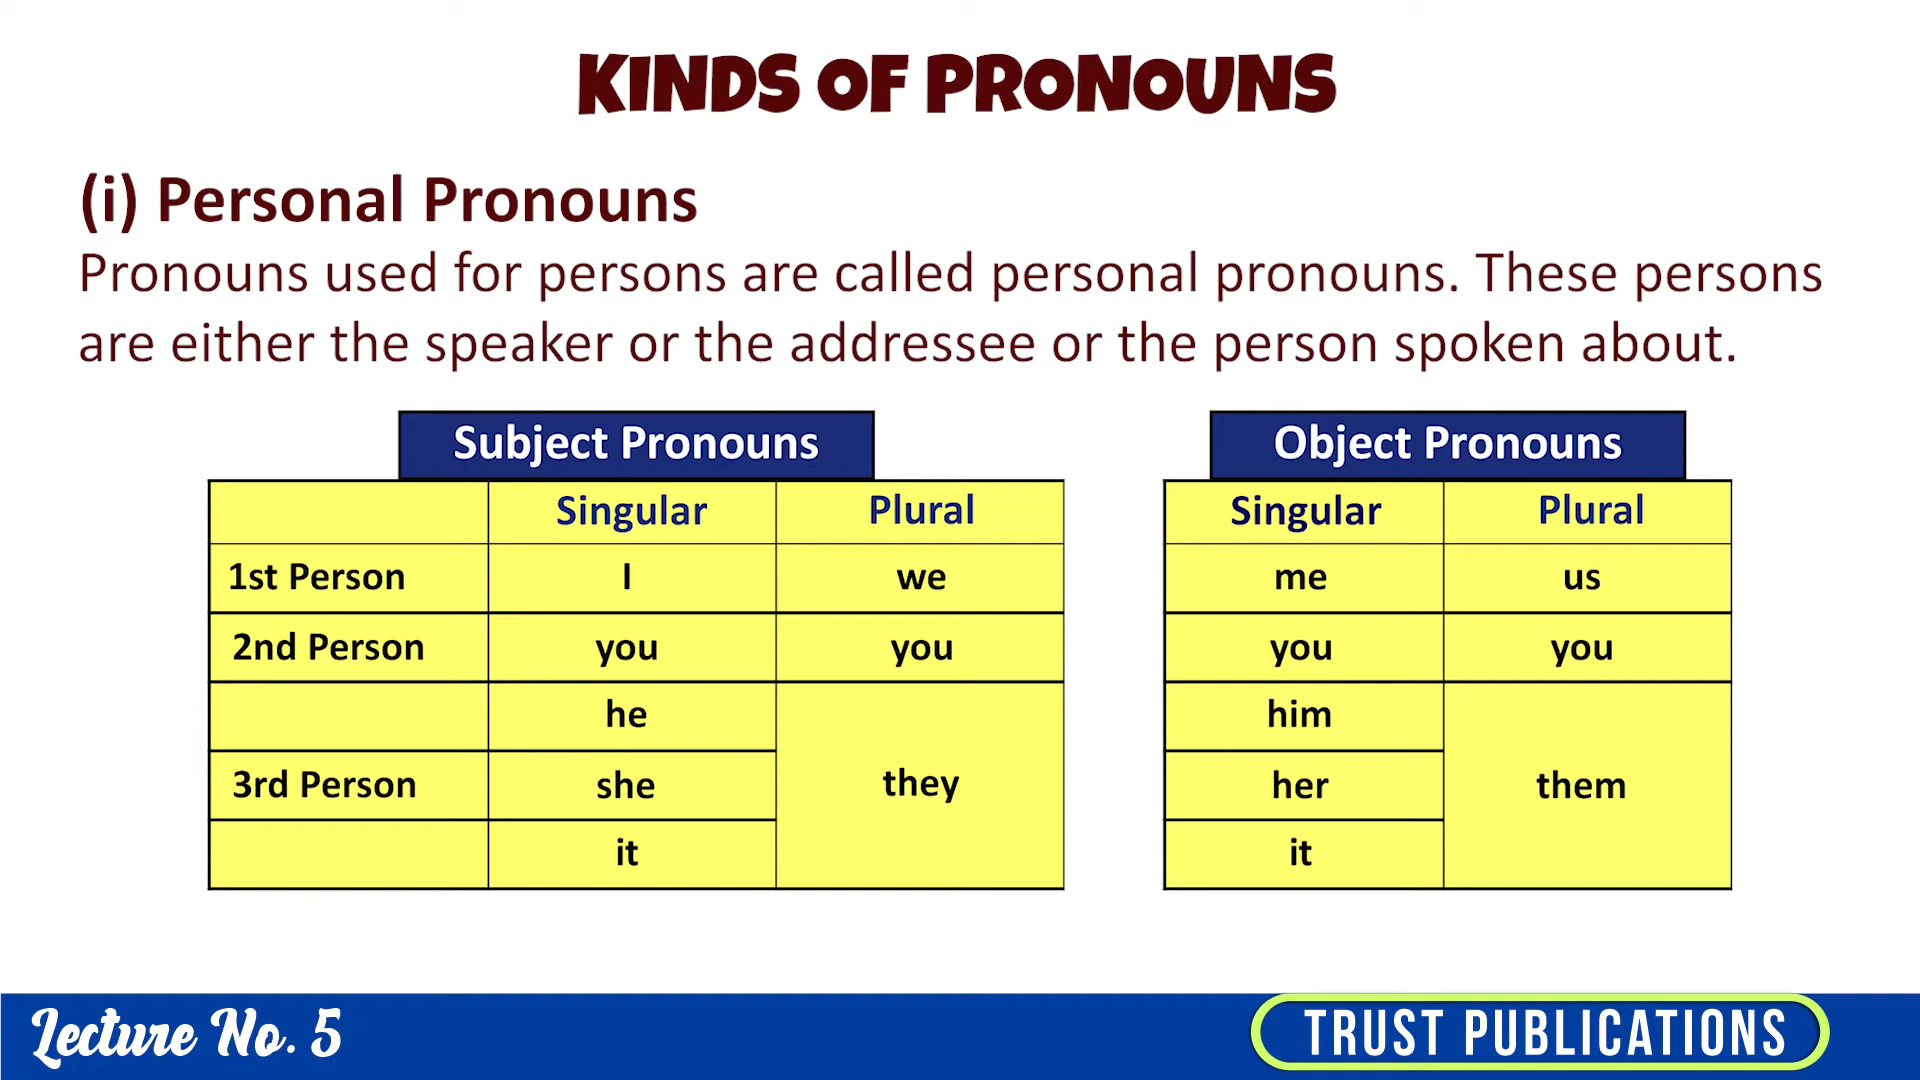 KINDS OF PRONOUNS
(i) Personal Pronouns
Pronouns used for persons are called personal pronouns. These persons
are either the speaker or the addressee or the person spoken about.
Subject Pronouns
Singular Plural
1st Person I we
2nd Person you you
he
3rd Person she they
it
Object Pronouns
Singular Plural
me us
you you
him
her them
it
Lecture No. 5
TRUST PUBLICATIONS